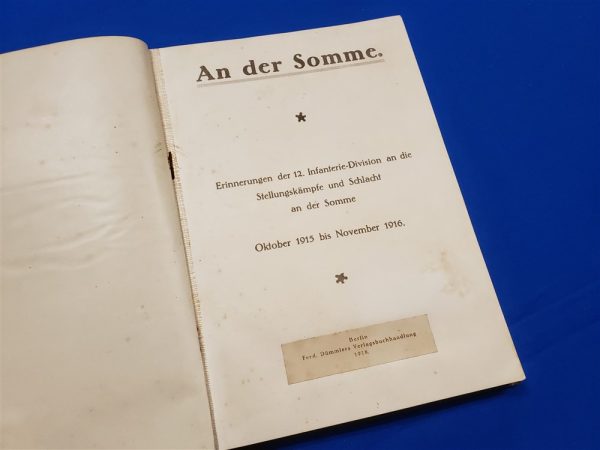 An der Somme.
Erinnerungen der 12. Infanterie-Division an die
Stellungskämpfe und Schlacht
an der Somme
Oktober 1915 bis November 1916.
Berlin
Ferd. Dümmlers Verlagsbuchhandlung
1918.